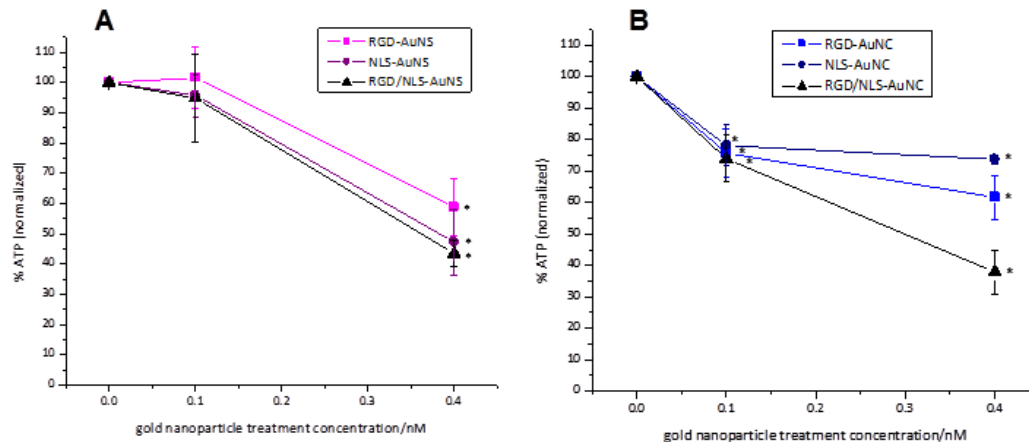 A
RGD-AuNS
NLS-AuNS
RGD/NLS-AuNS
% ATP (normalized|
110
100
90
80
70
60
50
40
30
20
10
0
*
*
*
0.0 0.1 0.2 0.3 0.4
gold nanoparticle treatment concentration/nM
B
RGD-AuNC
NLS-AuNC
RGD/NLS-AuNC
% ATP (normalized)
110
100
90
80
70
60
50
40
30
20
10
0
*
*
*
*
*
*
0.0 0.1 0.2 0.3 0.4
gold nanoparticle treatment concentration/nM